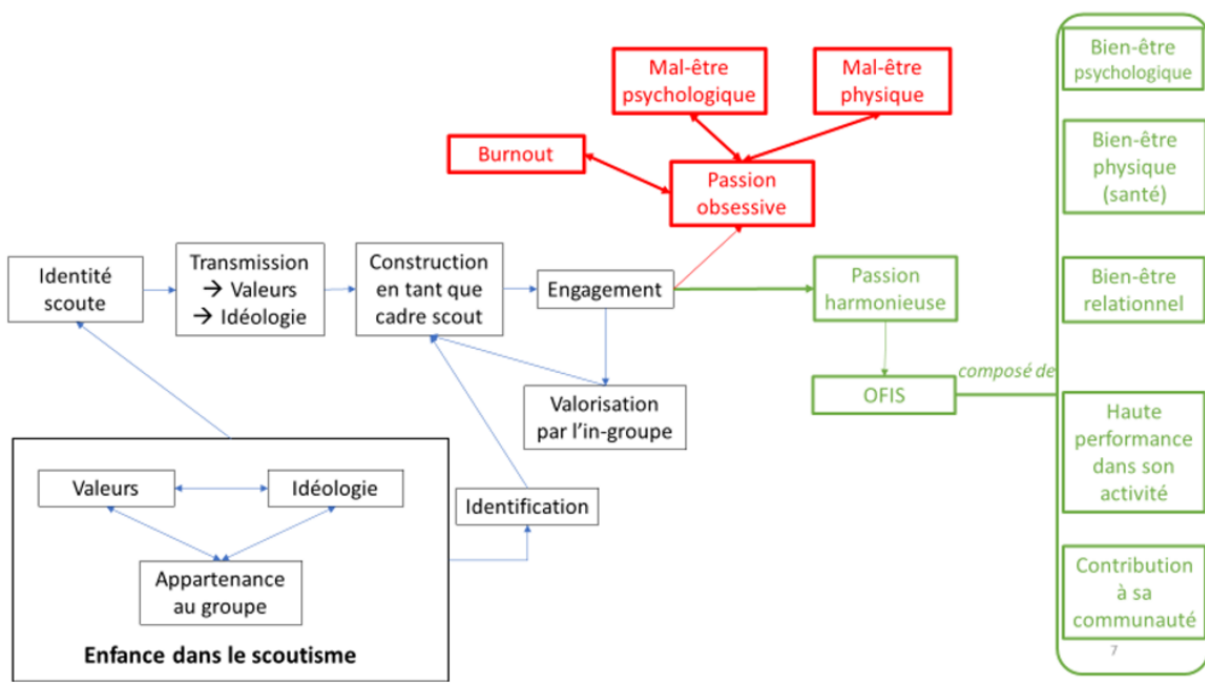 Mal-être
psychologique
Mal-être
physique
Bien-être
psychologique
Burnout
Passion
obsessive
Bien-être
physique
(santé)
Identité
scoute
Transmission
→ Valeurs
→ Idéologie
Construction
en tant que
cadre scout
Engagement
Passion
harmonieuse
Bien-être
relationnel
Valorisation
par l’in-groupe
OFIS
composé de
Haute
performance
dans son
activité
Valeurs
Idéologie
Identification
Appartenance
au groupe
Enfance dans le scoutisme
Contribution
à sa
communauté
7